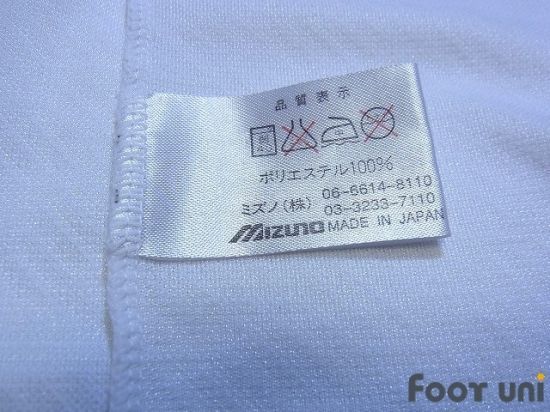 品質表示
ポリエステル100%
ミズノ(株) 06-6614-8110
03-3233-7110
MIZUNO MADE IN JAPAN
FOOT UNI